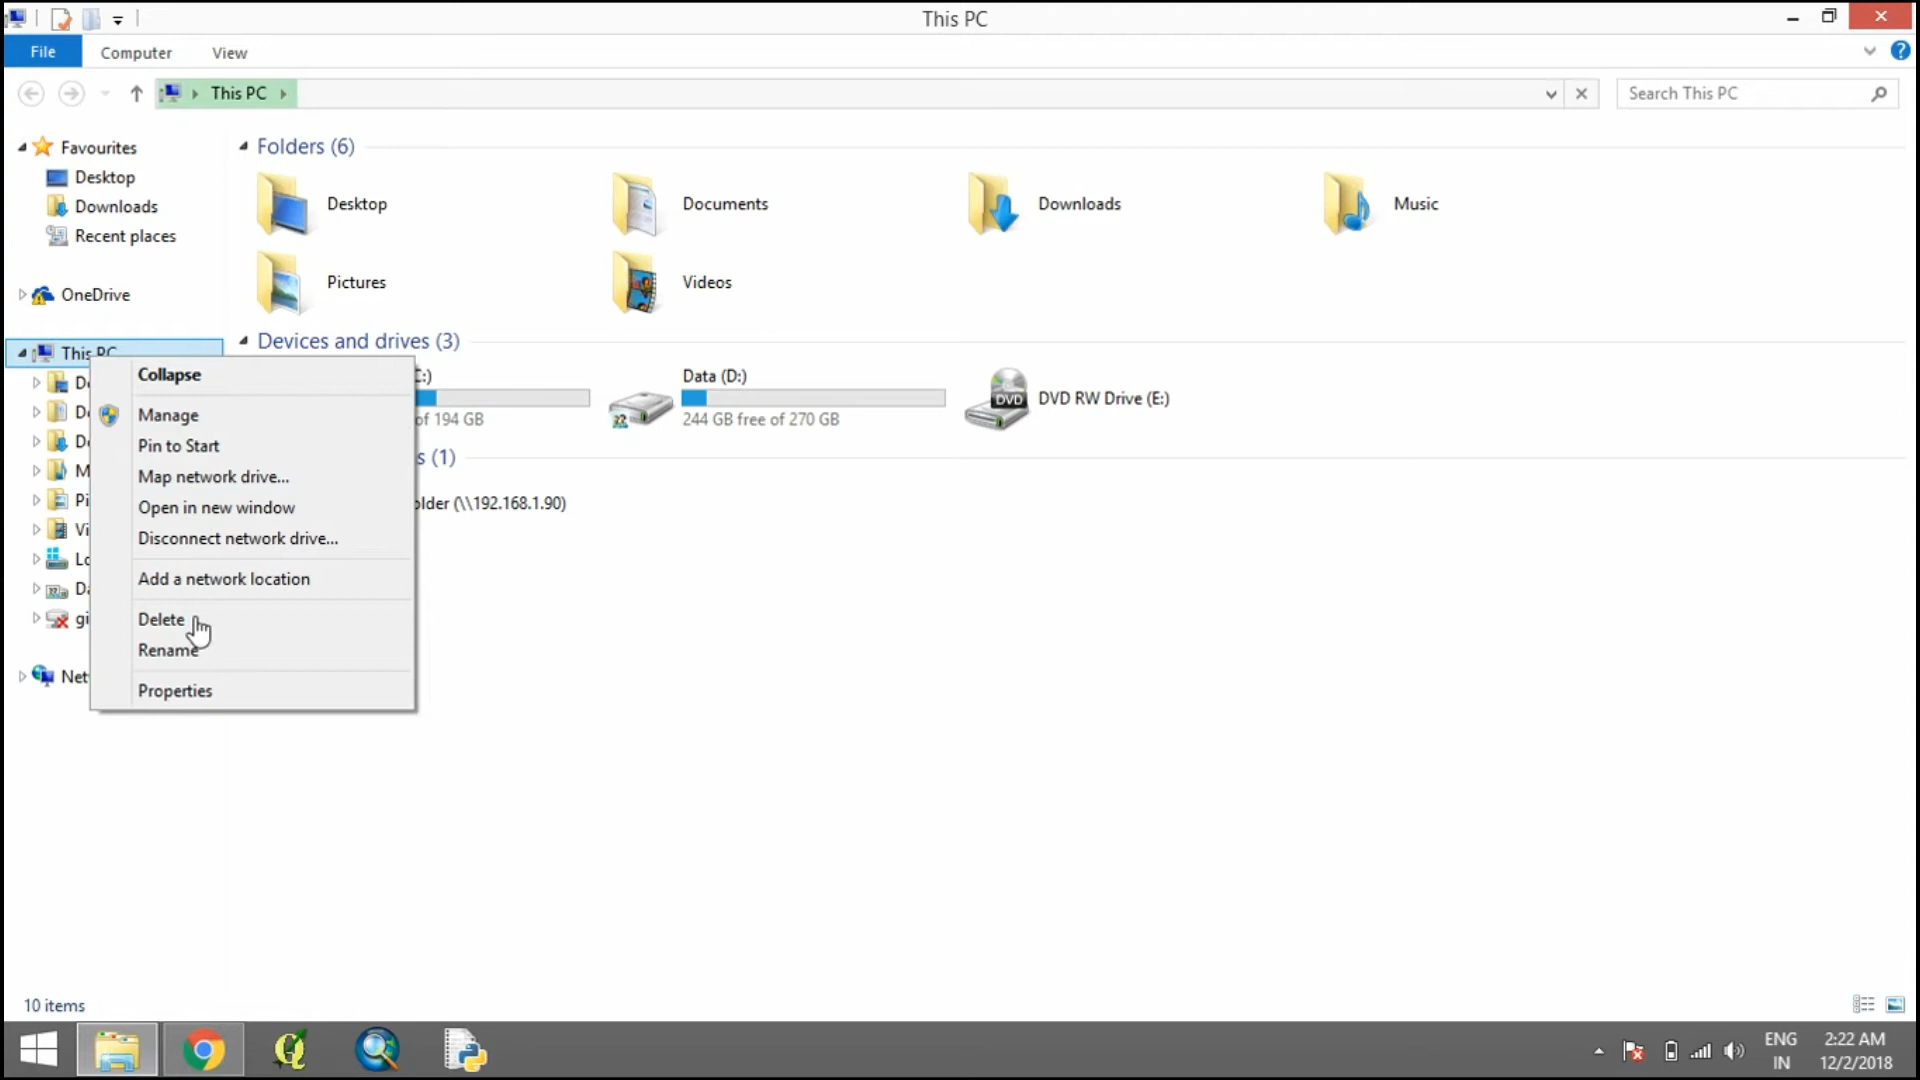 This PC
File Computer View
This PC
Search This PC
Favourites
Desktop
Downloads
Recent places
OneDrive
This PC
Collapse
Manage
Pin to Start
Map network drive...
Open in new window
Disconnect network drive...
Add a network location
Delete
Rename
Properties
Folders (6)
Desktop Documents Downloads Music
Pictures Videos
Devices and drives (3)
:)
of 194 GB
Data (D:)
244 GB free of 270 GB
DVD
DVD RW Drive (E:)
s (1)
older (\\192.168.1.90)
10 items
ENG
IN
2:22 AM
12/2/2018